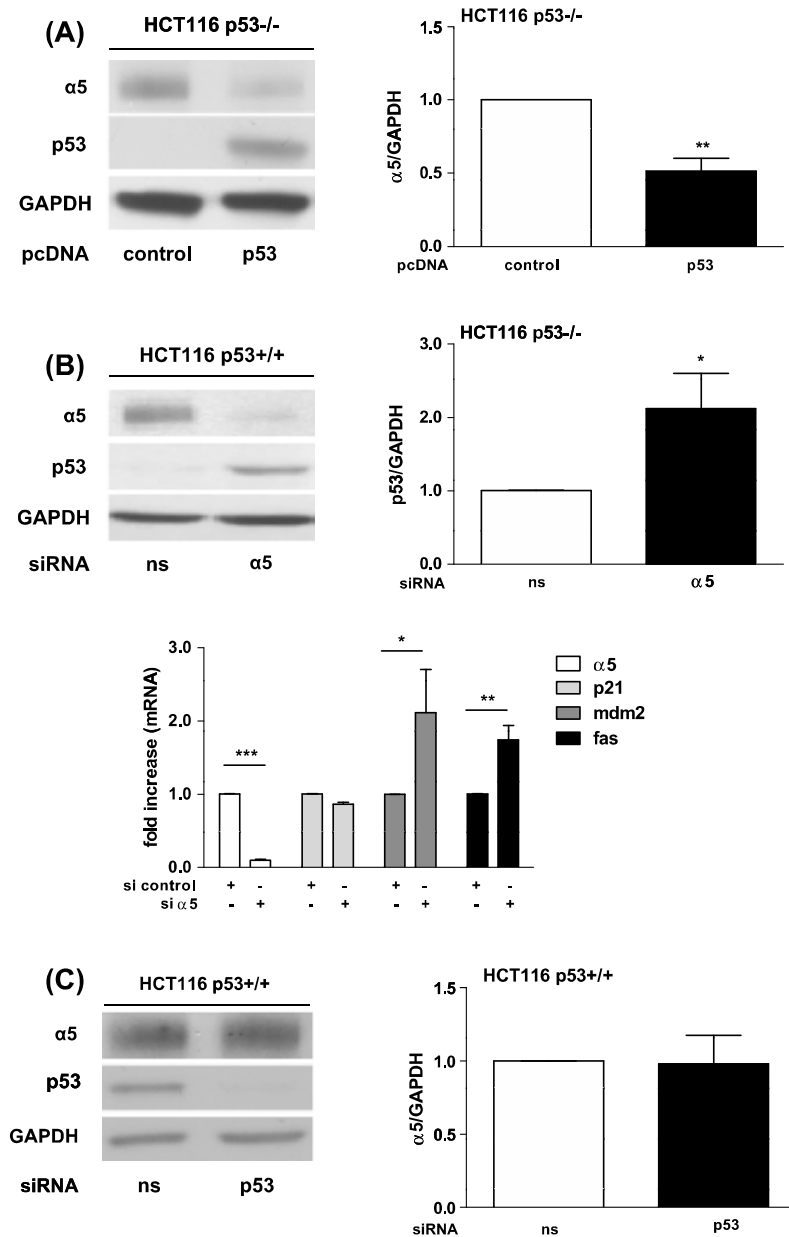 (A)
HCT116 p53-/-
α5
p53
GAPDH
pcDNA control p53
HCT116 p53-/-
α5/GAPDH
1.5
1.0
0.5
0.0
**
pcDNA control p53
(B)
HCT116 p53+/+
α5
p53
GAPDH
siRNA ns α5
HCT116 p53-/-
p53/GAPDH
3.0
2.0
1.0
0.0
*
siRNA ns α5
fold increase (mRNA)
3.0
2.0
1.0
0.0
***
*
**
α5
p21
mdm2
fas
si control + - + - + - + -
si α5 - + - + - + - +
(C)
HCT116 p53+/+
α5
p53
GAPDH
siRNA ns p53
HCT116 p53+/+
α5/GAPDH
1.5
1.0
0.5
0.0
siRNA ns p53